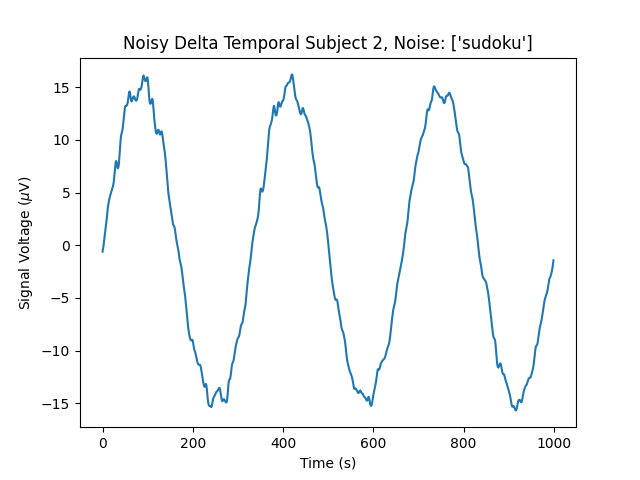 Noisy Delta Temporal Subject 2, Noise: ['sudoku']
Signal Voltage (μV)
15
10
5
0
−5
−10
−15
0 200 400 600 800 1000
Time (s)